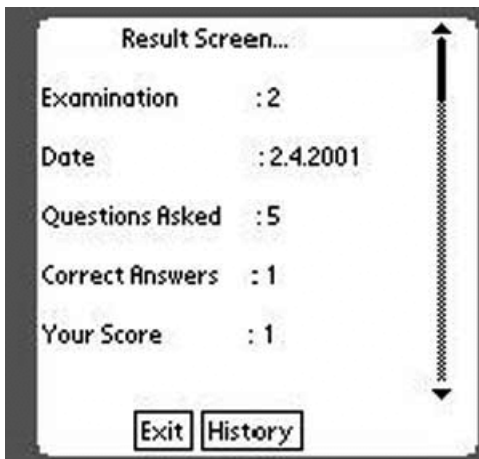 Result Screen...
Examination : 2
Date : 2.4.2001
Questions Asked : 5
Correct Answers : 1
Your Score : 1
Exit History